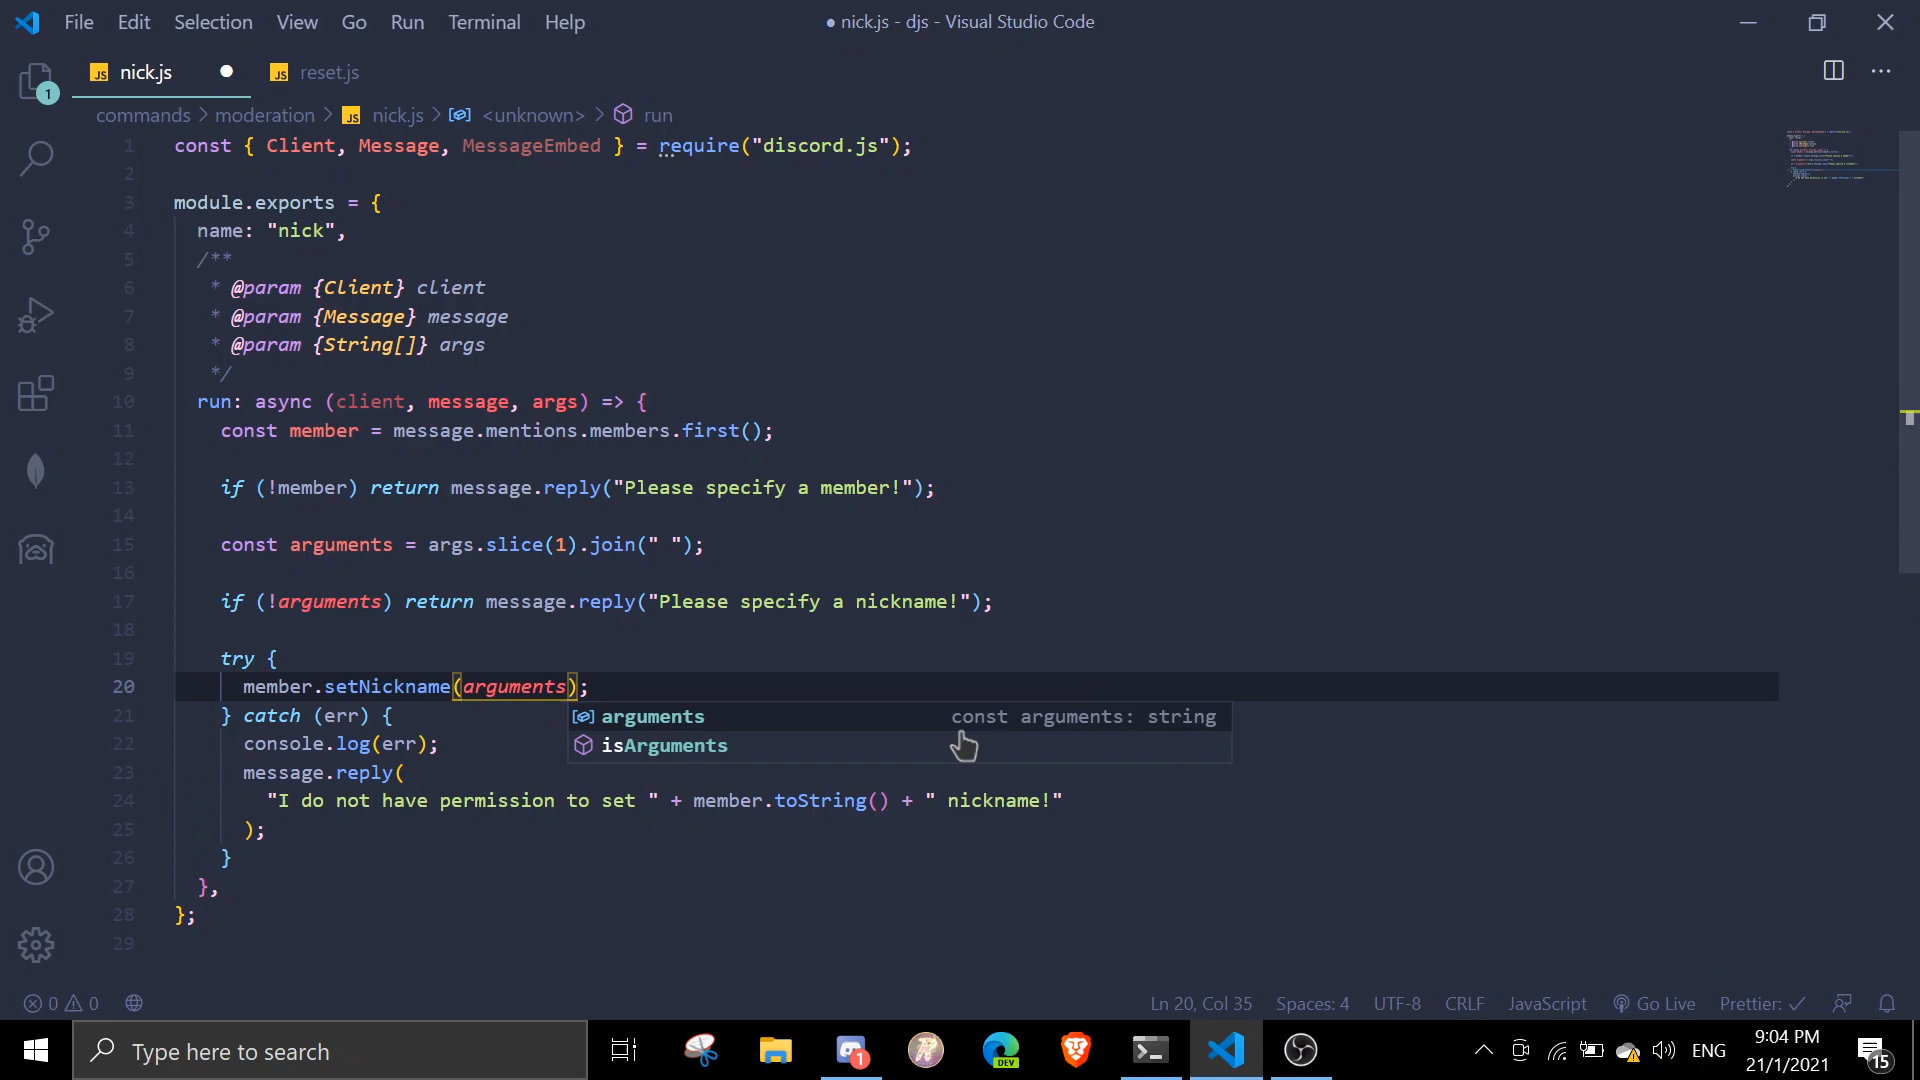 File Edit Selection View Go Run Terminal Help
● nick.js - djs - Visual Studio Code
1
JS nick.js ●
JS reset.js
commands > moderation > JS nick.js > <unknown> > run
1 const { Client, Message, MessageEmbed } = require("discord.js");
2
3 module.exports = {
4 name: "nick",
5 /**
6 * @param {Client} client
7 * @param {Message} message
8 * @param {String[]} args
9 */
10 run: async (client, message, args) => {
11 const member = message.mentions.members.first();
12
13 if (!member) return message.reply("Please specify a member!");
14
15 const arguments = args.slice(1).join(" ");
16
17 if (!arguments) return message.reply("Please specify a nickname!");
18
19 try {
20 member.setNickname(arguments);
21 } catch (err) {
arguments const arguments: string
22 console.log(err);
isArguments
23 message.reply(
24 "I do not have permission to set " + member.toString() + " nickname!"
25 );
26 }
27 },
28 };
29
0 0 Ln 20, Col 35 Spaces: 4 UTF-8 CRLF JavaScript Go Live Prettier: ✓
Type here to search
1
DEV
ENG
9:04 PM
21/1/2021
15